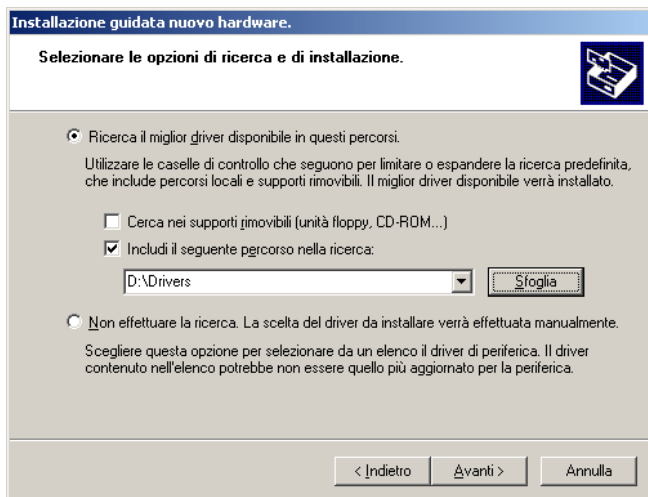 Installazione guidata nuovo hardware.
Selezionare le opzioni di ricerca e di installazione.
Ricerca il miglior driver disponibile in questi percorsi.
Utilizzare le caselle di controllo che seguono per limitare o espandere la ricerca predefinita,
che include percorsi locali e supporti rimovibili. Il miglior driver disponibile verrà installato.
Cerca nei supporti rimovibili (unità floppy, CD-ROM...)
Includi il seguente percorso nella ricerca:
D:\Drivers
Sfoglia
Non effettuare la ricerca. La scelta del driver da installare verrà effettuata manualmente.
Scegliere questa opzione per selezionare da un elenco il driver di periferica. Il driver
contenuto nell'elenco potrebbe non essere quello più aggiornato per la periferica.
< Indietro
Avanti >
Annulla